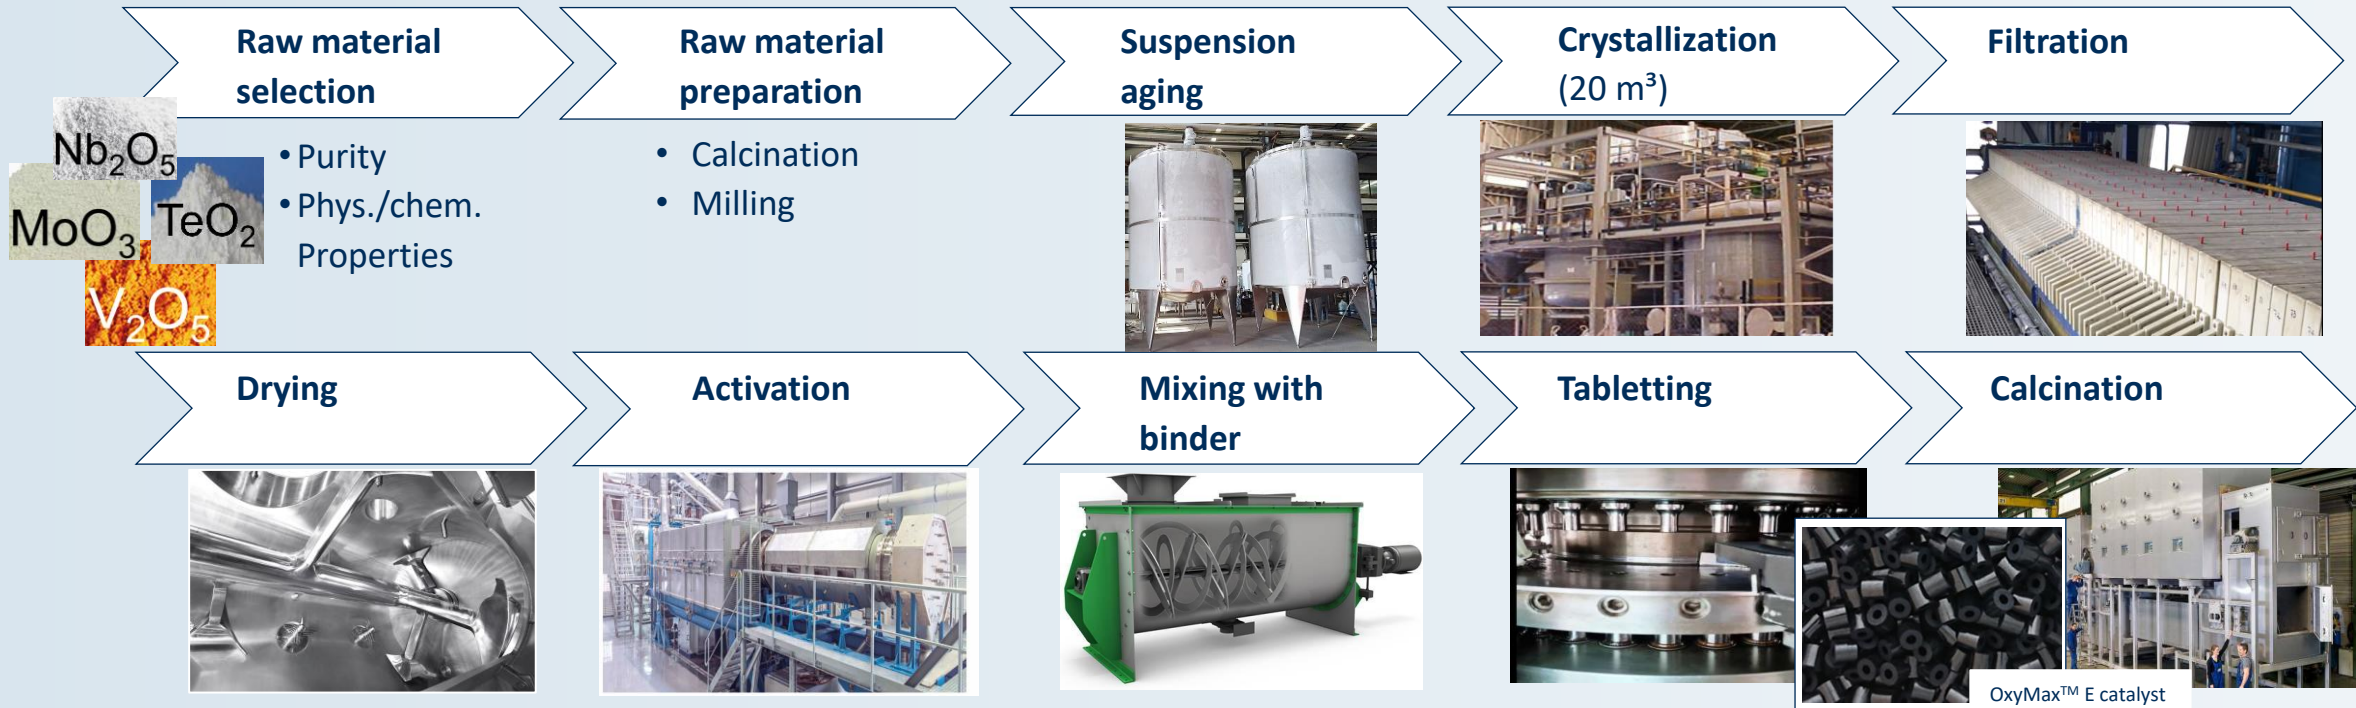 Raw material
selection
Raw material
preparation
Suspension
aging
Crystallization
(20 m³)
Filtration
Nb₂O₅
MoO₃
TeO₂
V₂O₅
• Purity
• Phys./chem.
Properties
• Calcination
• Milling
Drying
Activation
Mixing with
binder
Tabletting
Calcination
OxyMax™ E catalyst